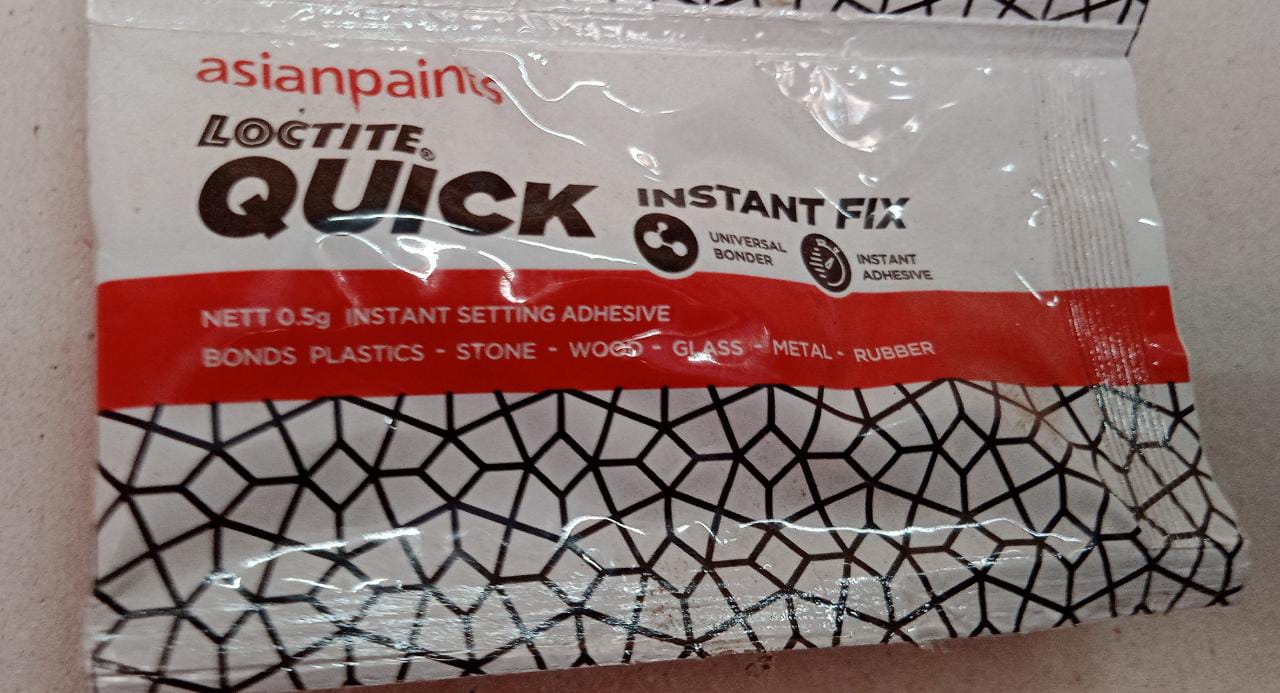 asianpaints
LOCTITE®
QUICK
INSTANT FIX
UNIVERSAL
BONDER
INSTANT
ADHESIVE
NETT 0.5g INSTANT SETTING ADHESIVE
BONDS PLASTICS - STONE - WOOD - GLASS - METAL - RUBBER